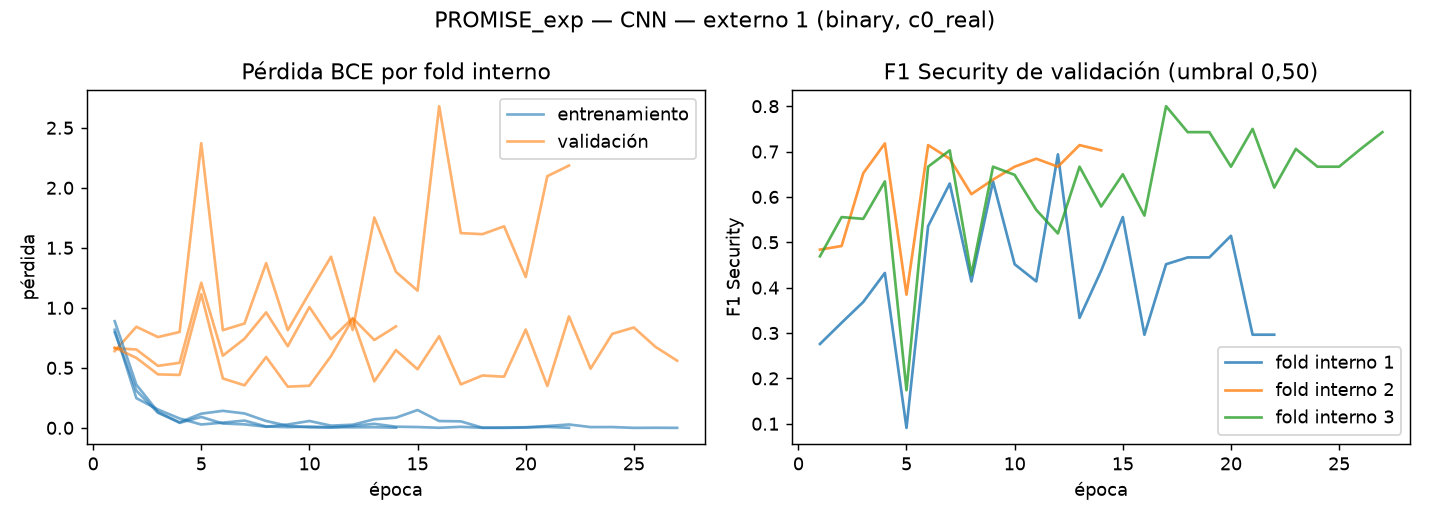 PROMISE_exp — CNN — externo 1 (binary, c0_real)
Pérdida BCE por fold interno
pérdida
2.5
2.0
1.5
1.0
0.5
0.0
0
5
10
15
20
25
época
entrenamiento
validación
F1 Security de validación (umbral 0,50)
F1 Security
0.8
0.7
0.6
0.5
0.4
0.3
0.2
0.1
0
5
10
15
20
25
época
fold interno 1
fold interno 2
fold interno 3